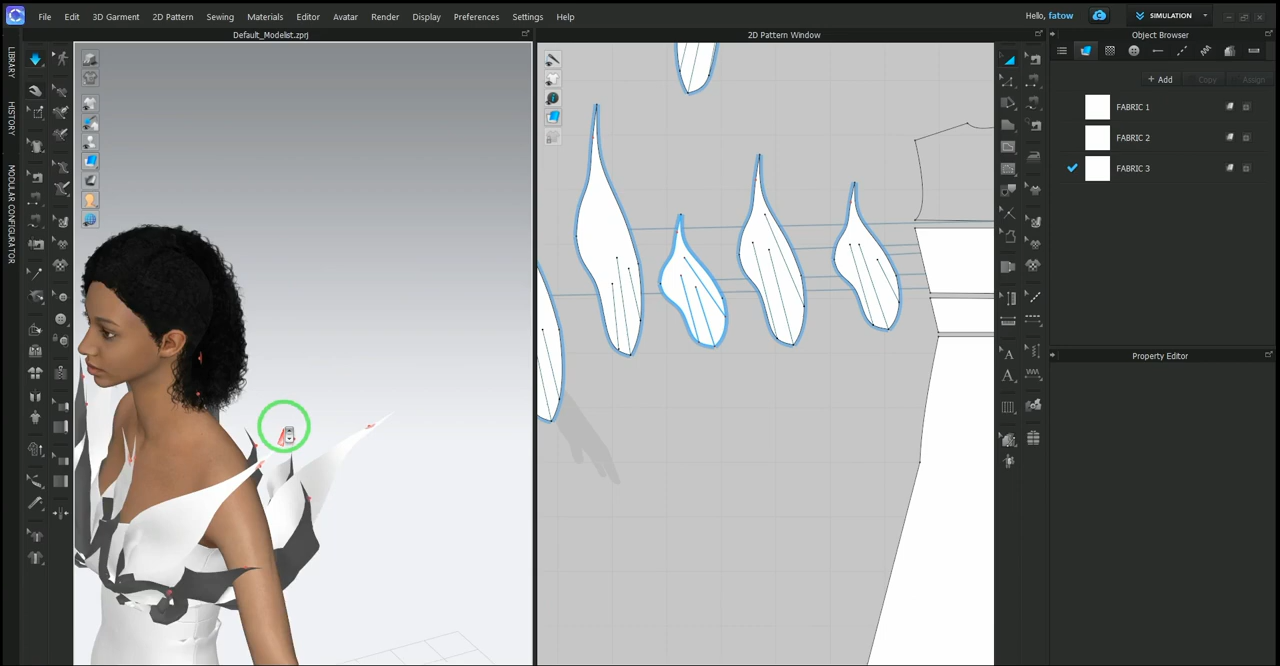 File Edit 3D Garment 2D Pattern Sewing Materials Editor Avatar Render Display Preferences Settings Help
Hello, fatow
SIMULATION
Default_Modelist.zprj
2D Pattern Window
Object Browser
LIBRARY
HISTORY
MODULAR CONFIGURATOR
+ Add Copy Assign
FABRIC 1
FABRIC 2
FABRIC 3
Property Editor
A
A